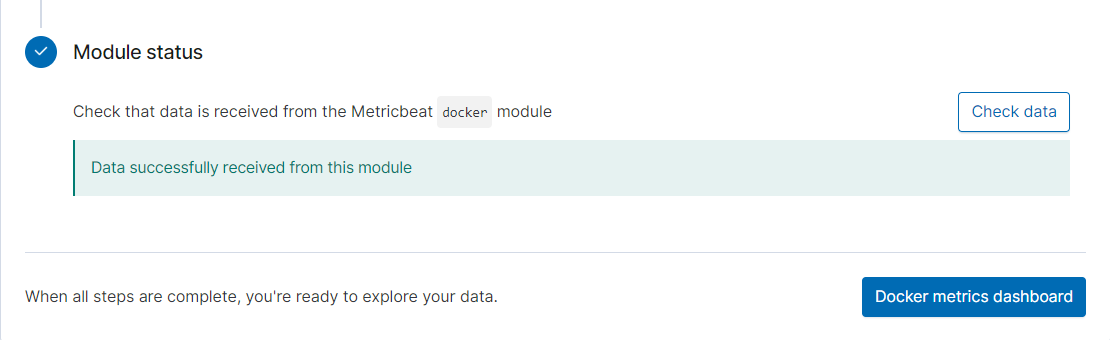 Module status
Check that data is received from the Metricbeat docker module
Check data
Data successfully received from this module
When all steps are complete, you're ready to explore your data.
Docker metrics dashboard